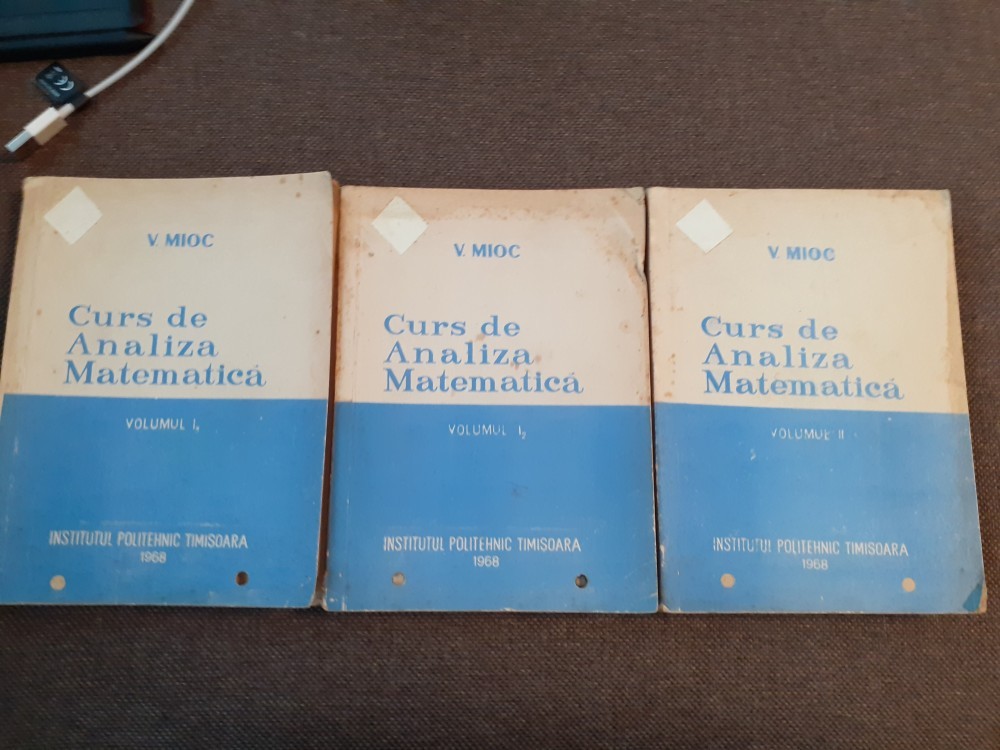 V. MIOC
Curs de
Analiza
Matematică
VOLUMUL I₁
INSTITUTUL POLITEHNIC TIMISOARA
1968
V. MIOC
Curs de
Analiza
Matematică
VOLUMUL I₂
INSTITUTUL POLITEHNIC TIMISOARA
1968
V. MIOC
Curs de
Analiza
Matematică
VOLUMUL II
INSTITUTUL POLITEHNIC TIMISOARA
1968